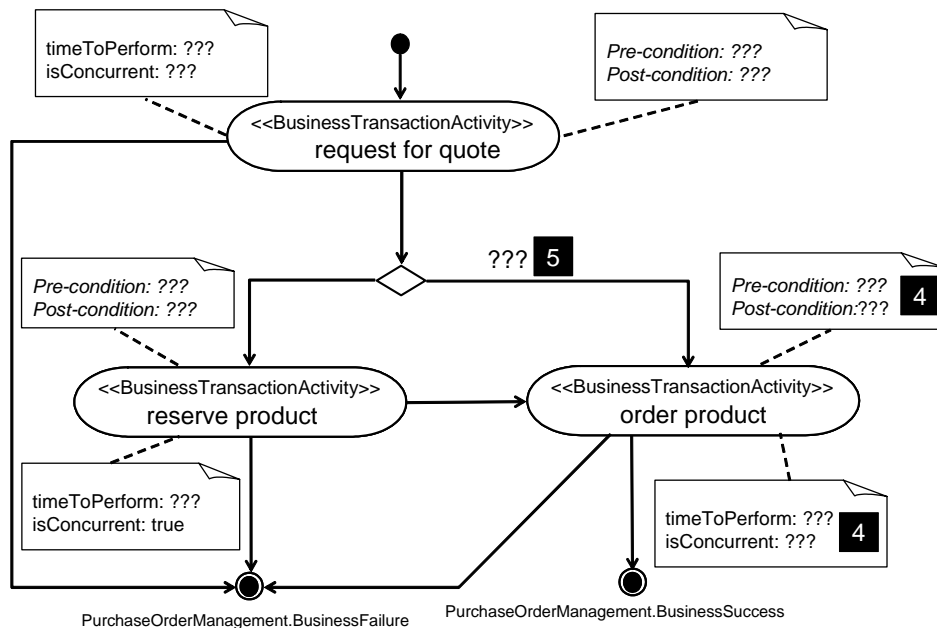 timeToPerform: ???
isConcurrent: ???
Pre-condition: ???
Post-condition: ???
<<BusinessTransactionActivity>>
request for quote
??? 5
Pre-condition: ???
Post-condition: ???
Pre-condition: ???
Post-condition:??? 4
<<BusinessTransactionActivity>>
reserve product
<<BusinessTransactionActivity>>
order product
timeToPerform: ???
isConcurrent: true
timeToPerform: ???
isConcurrent: ??? 4
PurchaseOrderManagement.BusinessFailure
PurchaseOrderManagement.BusinessSuccess